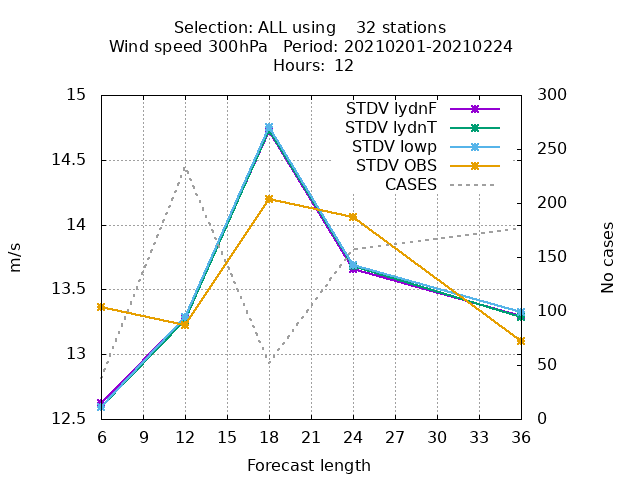 Selection: ALL using    32 stations
Wind speed 300hPa   Period: 20210201-20210224
Hours:  12
STDV lydnF
STDV lydnT
STDV lowp
STDV OBS
CASES
15
14.5
14
13.5
13
12.5
300
250
200
150
100
50
0
m/s
No cases
6 9 12 15 18 21 24 27 30 33 36
Forecast length